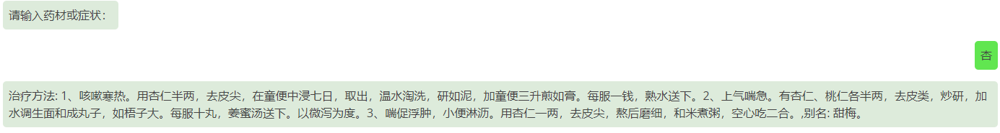 请输入药材或症状：
杏
治疗方法: 1、咳嗽寒热。用杏仁半两，去皮尖，在童便中浸七日，取出，温水淘洗，研如泥，加童便三升煎如膏。每服一钱，熟水送下。2、上气喘急。有杏仁、桃仁各半两，去皮类，炒研，加
水调生面和成丸子，如梧子大。每服十丸，姜蜜汤送下。以微泻为度。3、喘促浮肿，小便淋沥。用杏仁一两，去皮尖，熬后磨细，和米煮粥，空心吃二合。,别名: 甜梅。